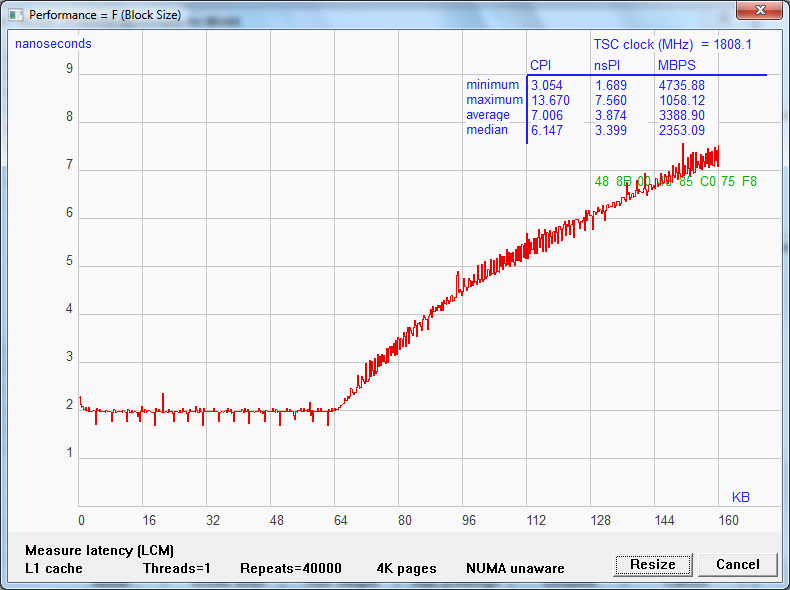 Performance = F (Block Size)
nanoseconds
TSC clock (MHz) = 1808.1
CPI nsPI MBPS
minimum 3.054 1.689 4735.88
maximum 13.670 7.560 1058.12
average 7.006 3.874 3388.90
median 6.147 3.399 2353.09
48 8B 00 85 C0 75 F8
9
8
7
6
5
4
3
2
1
KB
0 16 32 48 64 80 96 112 128 144 160
Measure latency (LCM)
L1 cache Threads=1 Repeats=40000 4K pages NUMA unaware
Resize Cancel